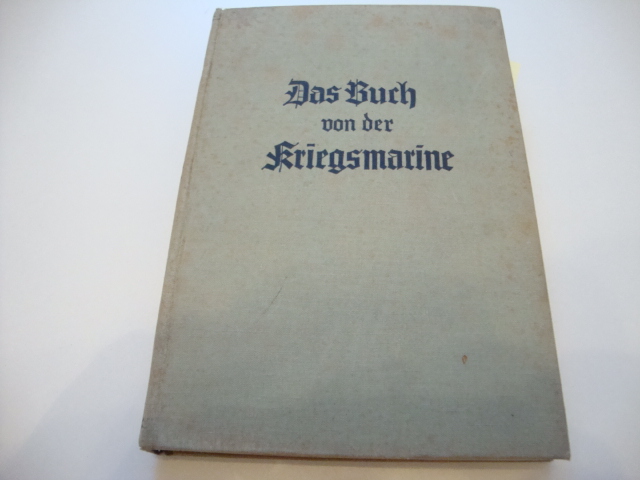 Das Buch
von der
Kriegsmarine